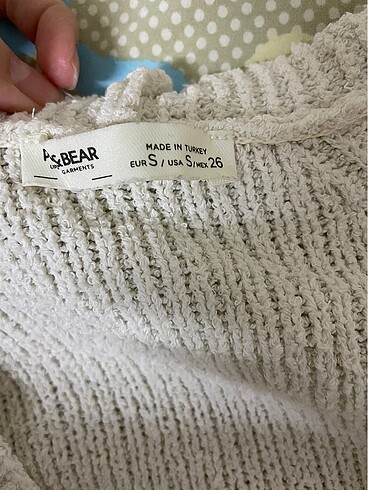 &BEAR
GARMENTS
MADE IN TURKEY
EUR S / USA S / MEX 26